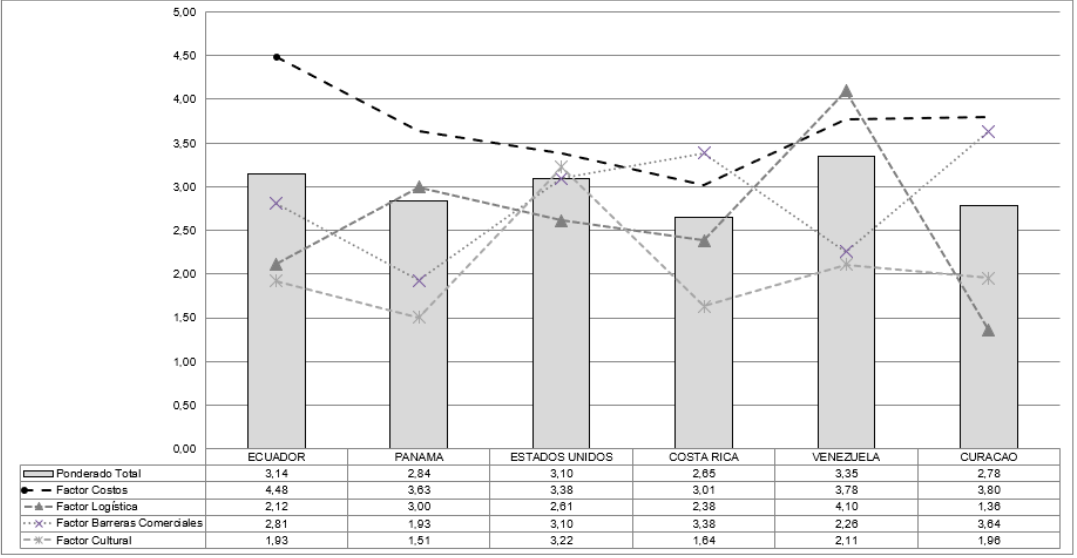 5,00
4,50
4,00
3,50
3,00
2,50
2,00
1,50
1,00
0,50
0,00
ECUADOR PANAMA ESTADOS UNIDOS COSTA RICA VENEZUELA CURACAO
Ponderado Total 3,14 2,84 3,10 2,65 3,35 2,78
Factor Costos 4,48 3,63 3,38 3,01 3,78 3,80
Factor Logística 2,12 3,00 2,61 2,38 4,10 1,36
Factor Barreras Comerciales 2,81 1,93 3,10 3,38 2,26 3,64
Factor Cultural 1,93 1,51 3,22 1,64 2,11 1,96